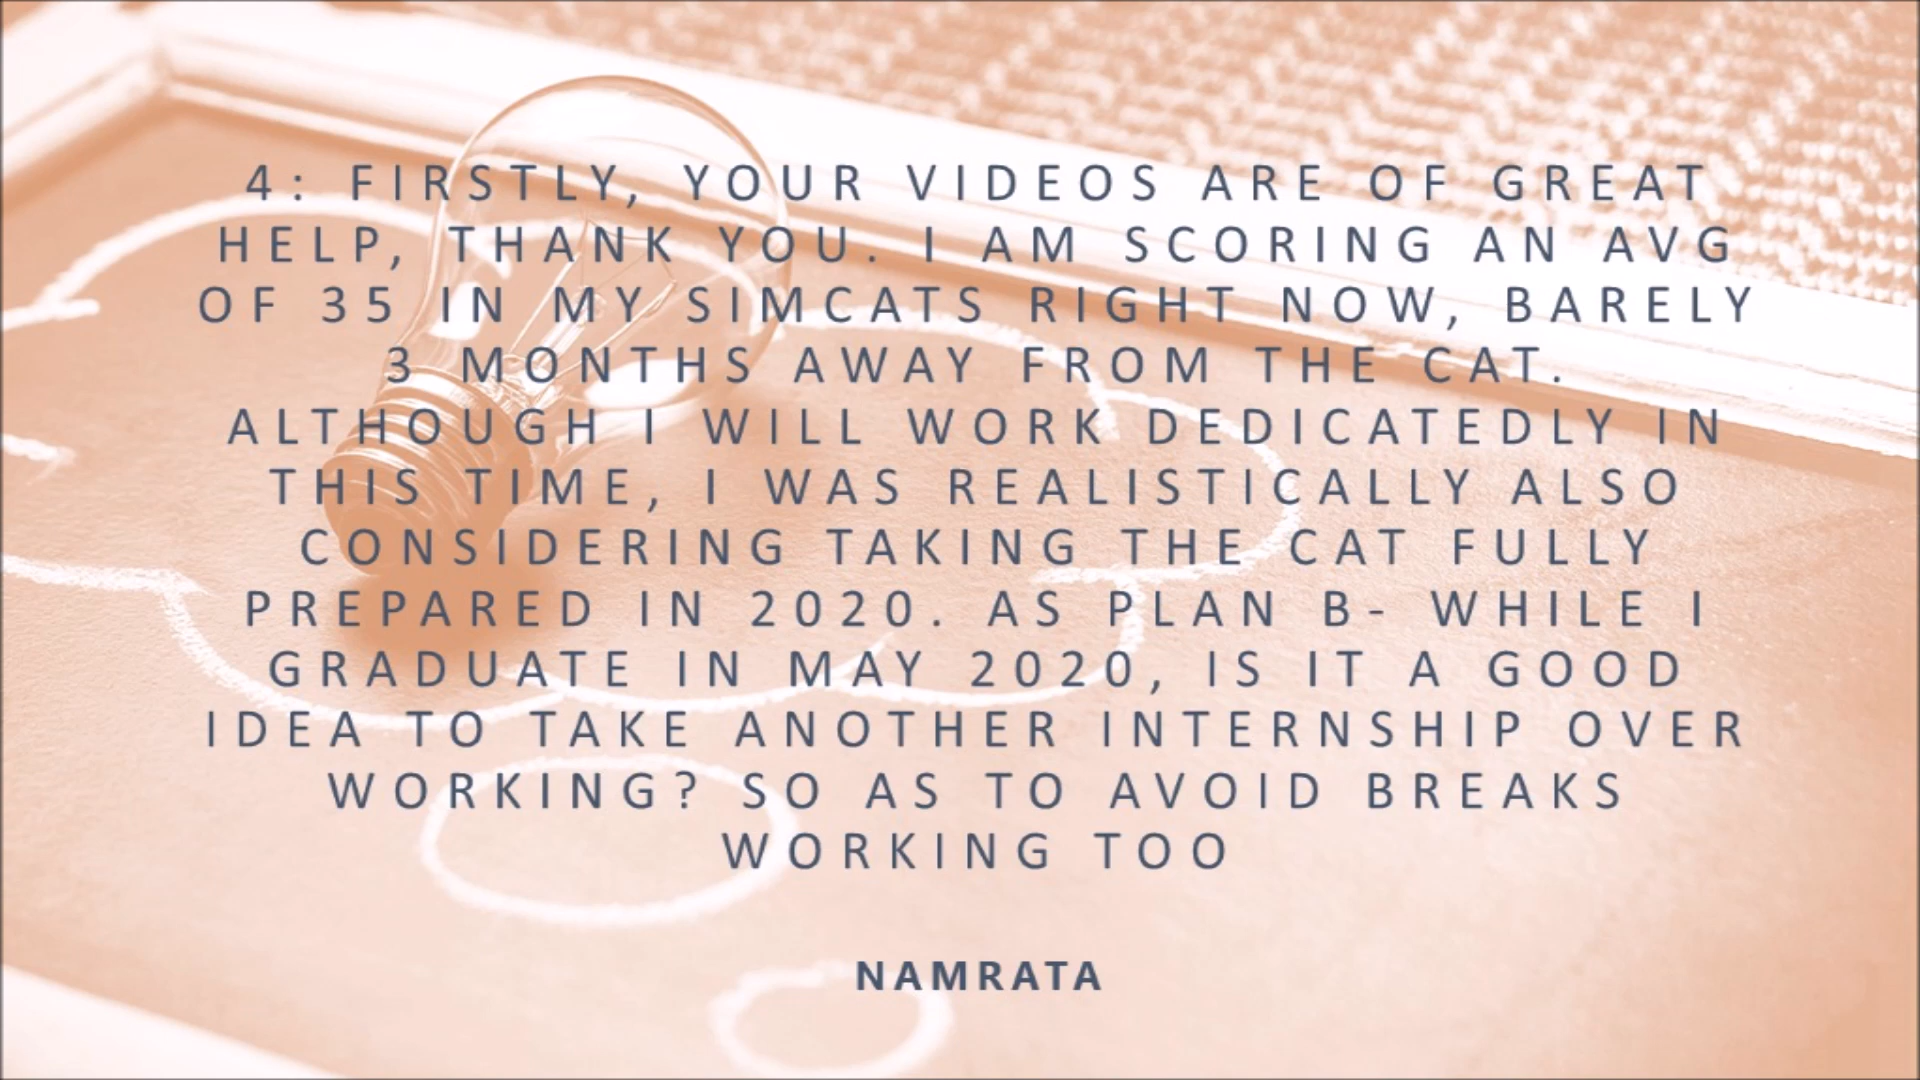 4: FIRSTLY, YOUR VIDEOS ARE OF GREAT
HELP, THANK YOU. I AM SCORING AN AVG
OF 35 IN MY SIMCATS RIGHT NOW, BARELY
3 MONTHS AWAY FROM THE CAT.
ALTHOUGH I WILL WORK DEDICATEDLY IN
THIS TIME, I WAS REALISTICALLY ALSO
CONSIDERING TAKING THE CAT FULLY
PREPARED IN 2020. AS PLAN B- WHILE I
GRADUATE IN MAY 2020, IS IT A GOOD
IDEA TO TAKE ANOTHER INTERNSHIP OVER
WORKING? SO AS TO AVOID BREAKS
WORKING TOO
NAMRATA